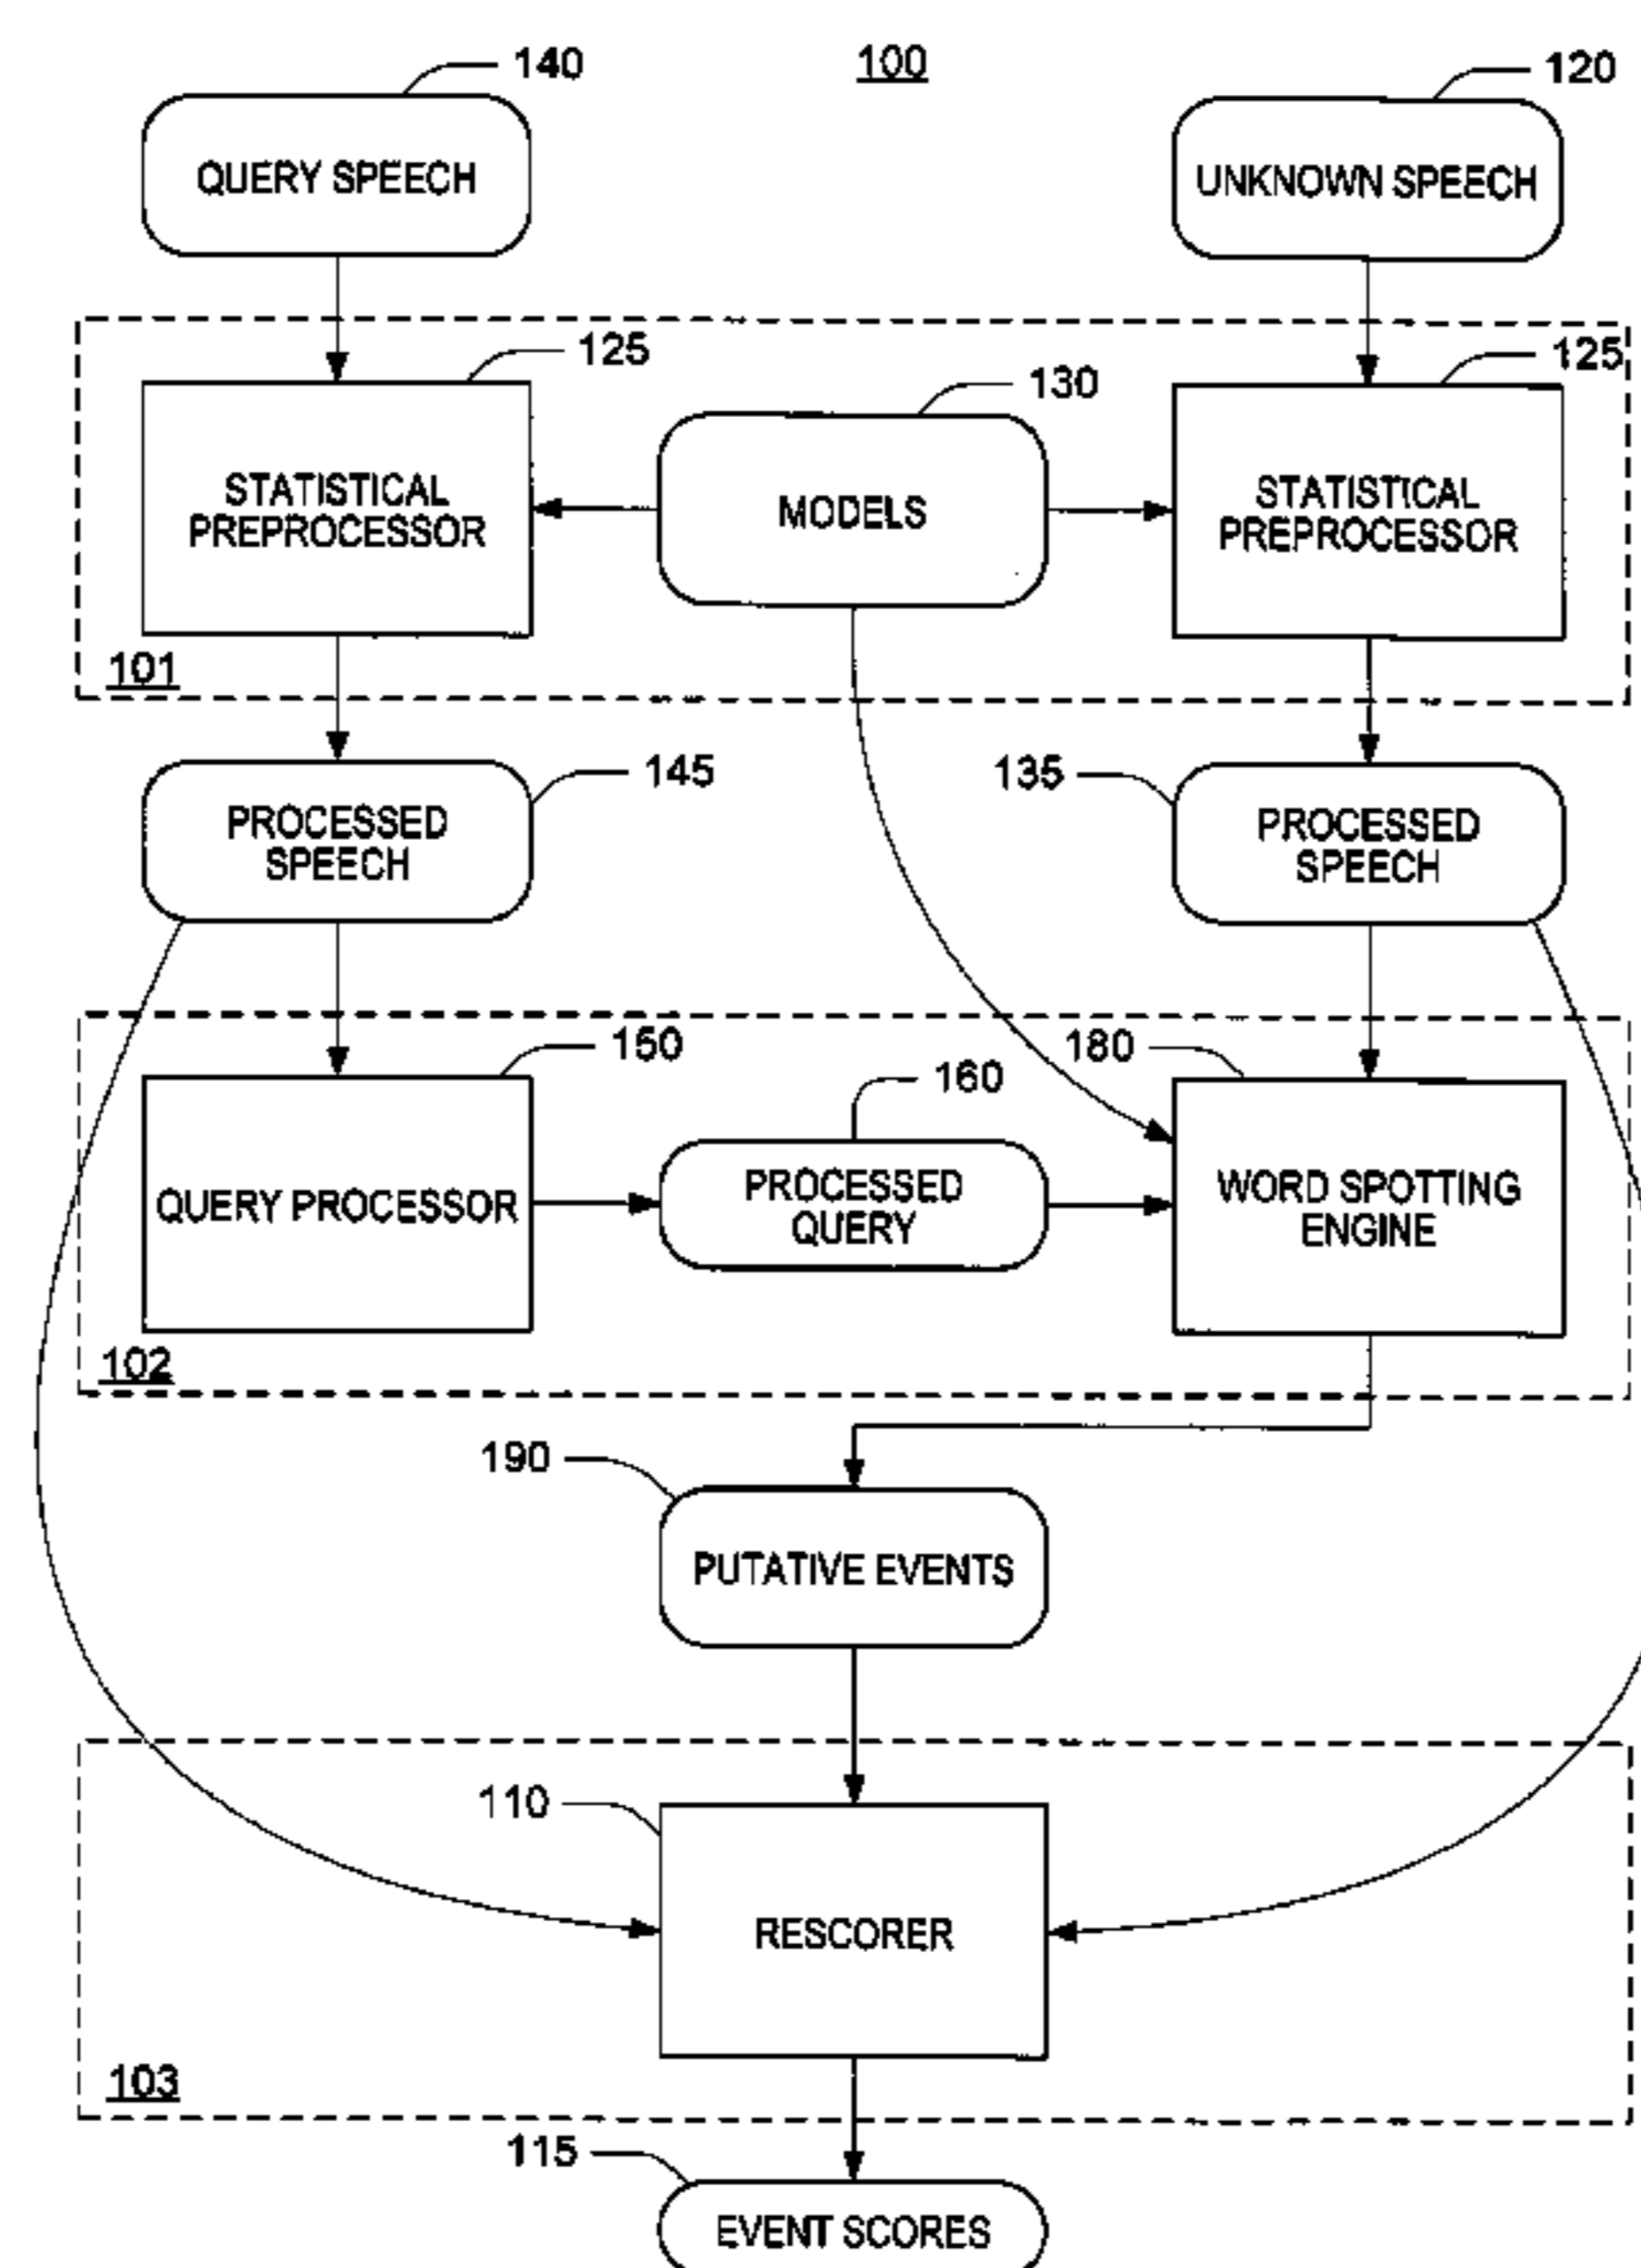 140
100
120
QUERY SPEECH
UNKNOWN SPEECH
125
125
130
STATISTICAL
PREPROCESSOR
MODELS
STATISTICAL
PREPROCESSOR
101
145
135
PROCESSED
SPEECH
PROCESSED
SPEECH
150
160
180
QUERY PROCESSOR
PROCESSED
QUERY
WORD SPOTTING
ENGINE
102
190
PUTATIVE EVENTS
110
RESCORER
103
115
EVENT SCORES